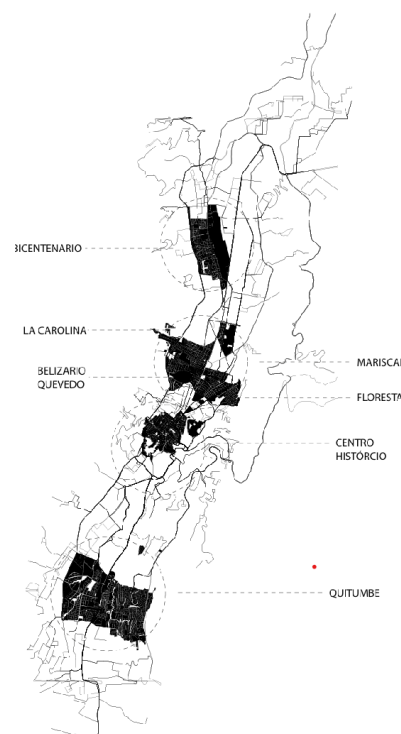 BICENTENARIO
LA CAROLINA
BELIZARIO
QUEVEDO
MARISCAL
FLORESTA
CENTRO
HISTÓRCIO
QUITUMBE